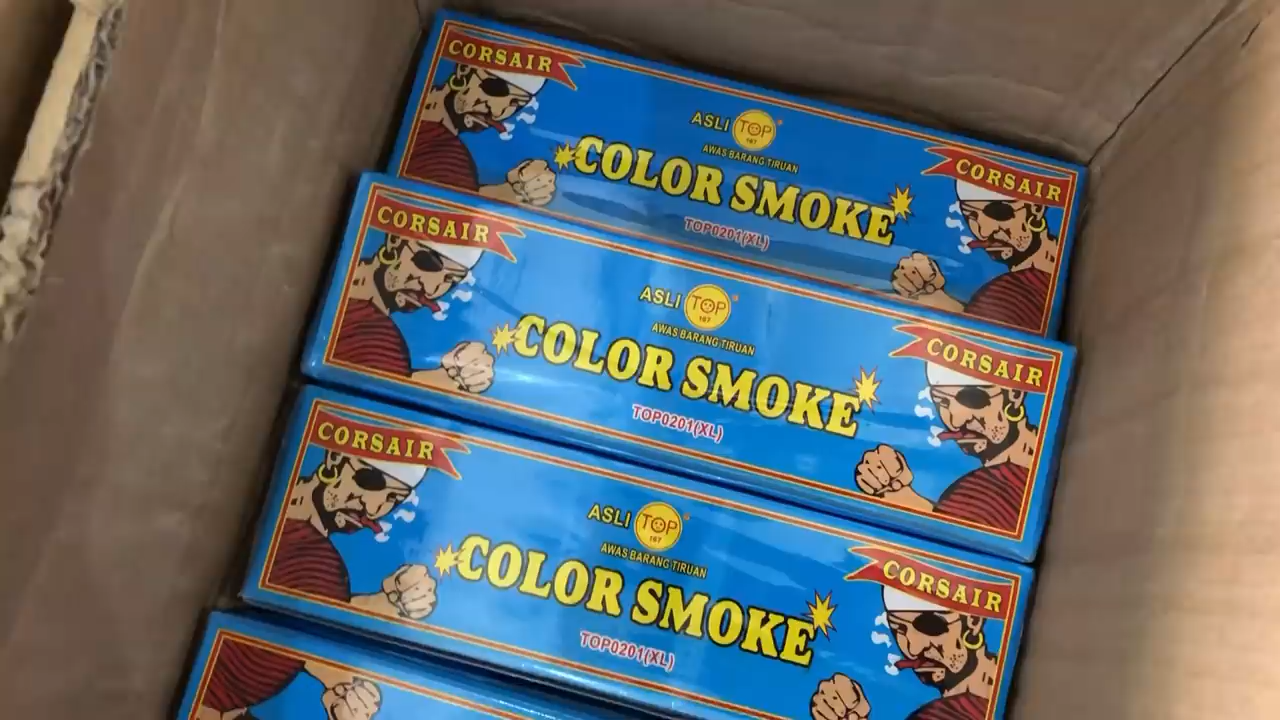 CORSAIR
ASLI TOP
167
AWAS BARANG TIRUAN
COLOR SMOKE
TOP0201(XL)
CORSAIR
CORSAIR
ASLI TOP
167
AWAS BARANG TIRUAN
COLOR SMOKE
TOP0201(XL)
CORSAIR
CORSAIR
ASLI TOP
167
AWAS BARANG TIRUAN
COLOR SMOKE
TOP0201(XL)
CORSAIR